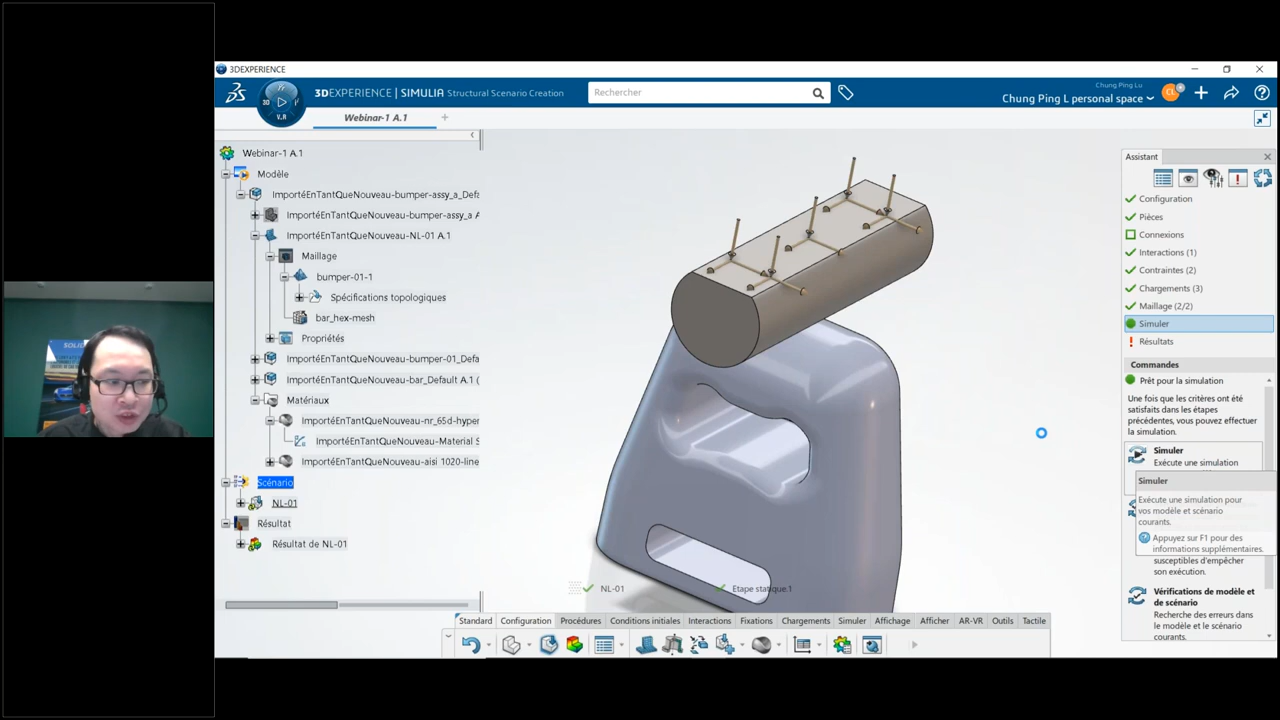 3DEXPERIENCE
3DEXPERIENCE | SIMULIA Structural Scenario Creation
Rechercher
Chung Ping Lu
Chung Ping L personal space
3D
V.R
Webinar-1 A.1
Webinar-1 A.1
Modèle
ImportéEnTantQueNouveau-bumper-assy_a_Defa
ImportéEnTantQueNouveau-bumper-assy_a A
ImportéEnTantQueNouveau-NL-01 A.1
Maillage
bumper-01-1
Spécifications topologiques
bar_hex-mesh
Propriétés
ImportéEnTantQueNouveau-bumper-01_Defa
ImportéEnTantQueNouveau-bar_Default A.1 (
Matériaux
ImportéEnTantQueNouveau-nr_65d-hyper
ImportéEnTantQueNouveau-Material S
ImportéEnTantQueNouveau-aisi 1020-line
Scénario
NL-01
Résultat
Résultat de NL-01
NL-01
Etape statique.1
Standard Configuration Procédures Conditions initiales Interactions Fixations Chargements Simuler Affichage Afficher AR-VR Outils Tactile
Assistant
Configuration
Pièces
Connexions
Interactions (1)
Contraintes (2)
Chargements (3)
Maillage (2/2)
Simuler
Résultats
Commandes
Prêt pour la simulation
Une fois que les critères ont été
satisfaits dans les étapes
précédentes, vous pouvez effectuer
la simulation.
Simuler
Exécute une simulation
Simuler
Exécute une simulation pour
vos modèle et scénario
courants.
Appuyez sur F1 pour des
informations supplémentaires.
susceptibles d'empêcher
son exécution.
Vérifications de modèle et
de scénario
Recherche des erreurs dans
le modèle et le scénario
courants.